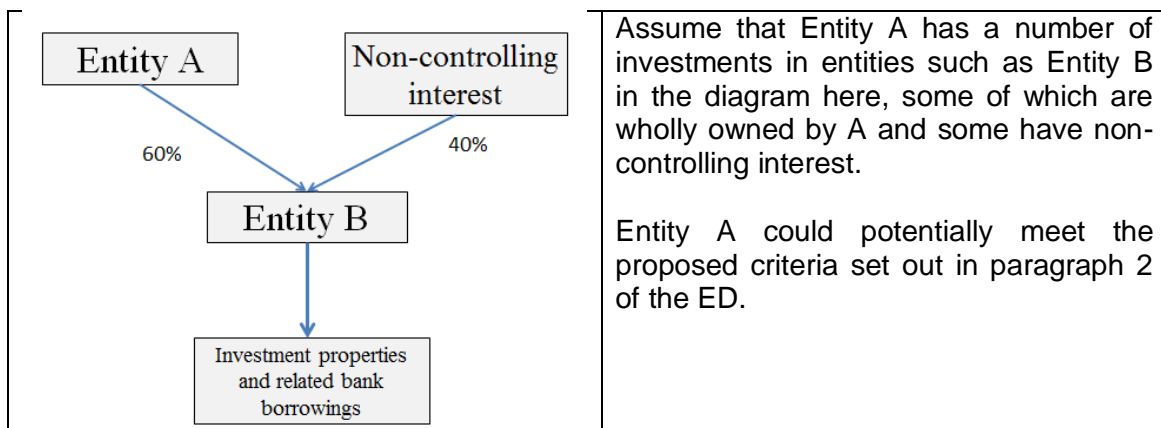 Entity A
Non-controlling
interest
60%
40%
Entity B
Investment properties
and related bank
borrowings
Assume that Entity A has a number of
investments in entities such as Entity B
in the diagram here, some of which are
wholly owned by A and some have non-
controlling interest.
Entity A could potentially meet the
proposed criteria set out in paragraph 2
of the ED.